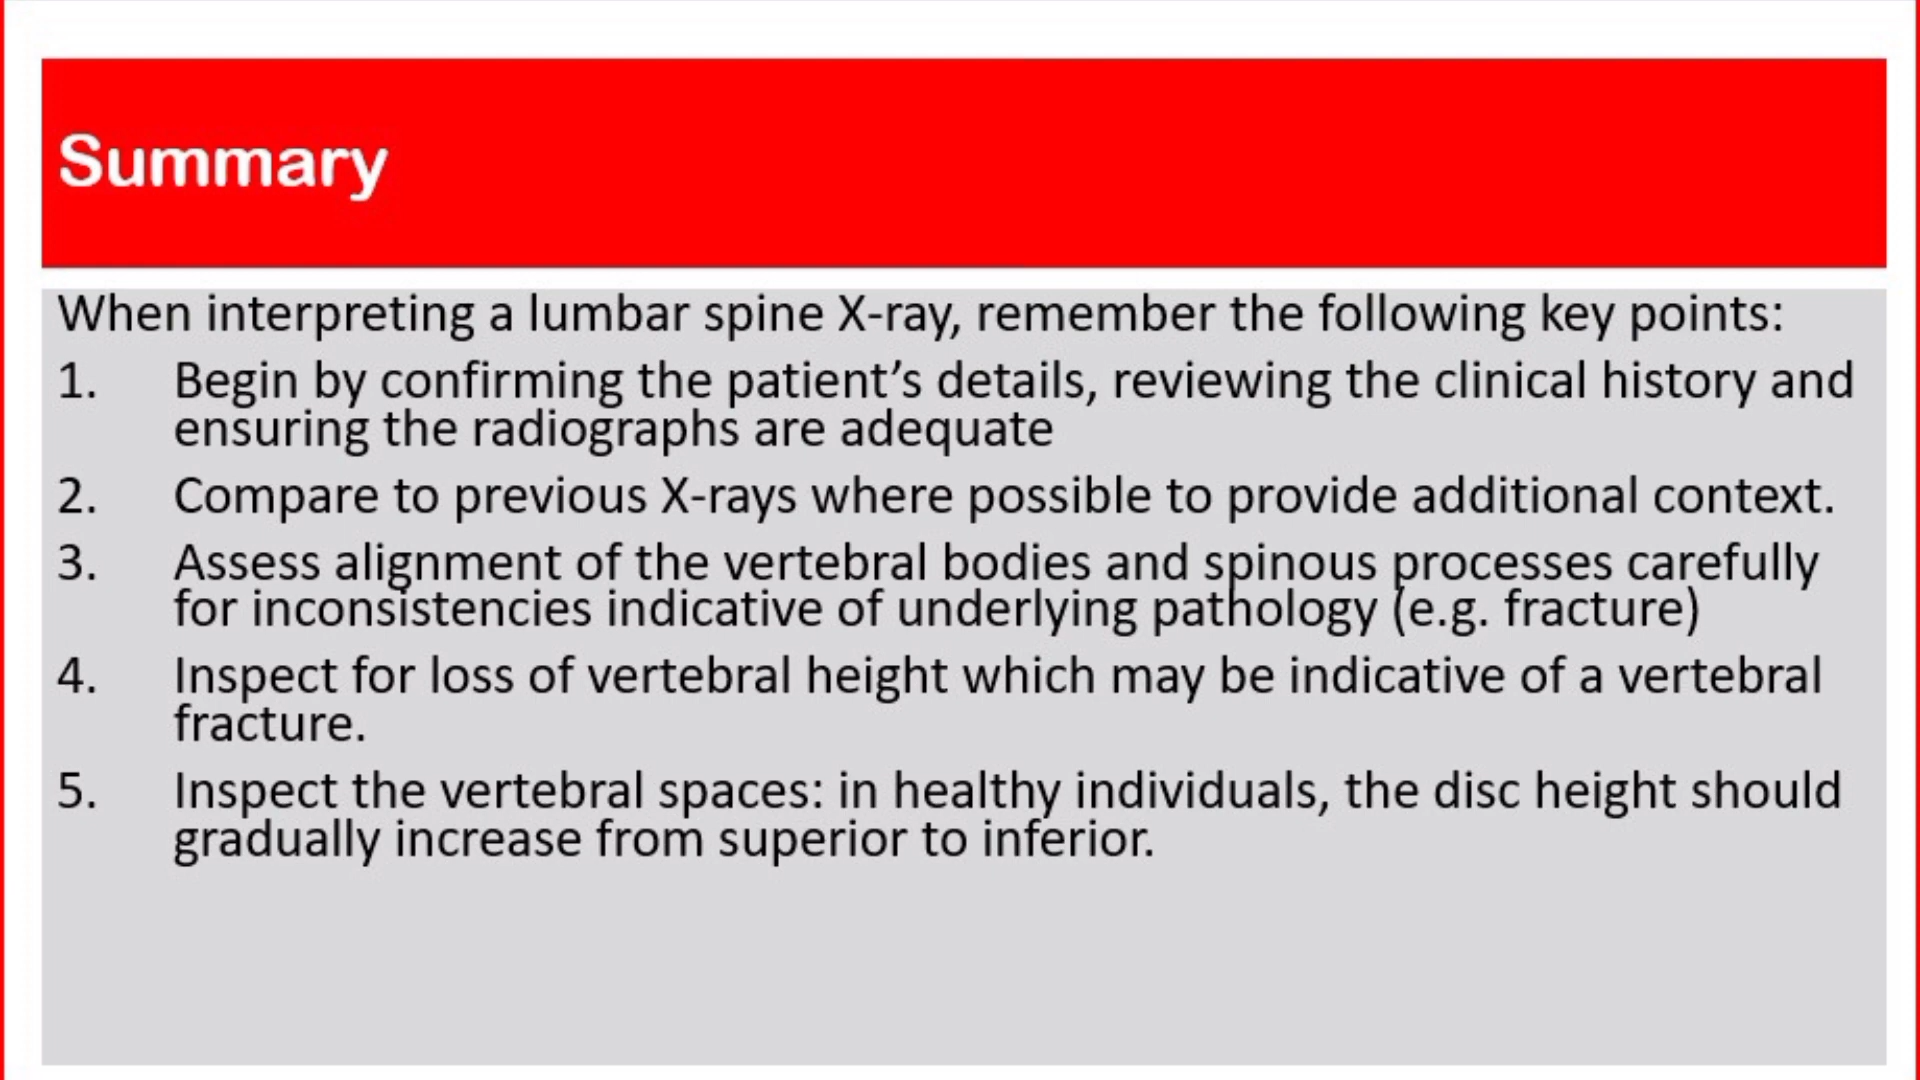 Summary
When interpreting a lumbar spine X-ray, remember the following key points:
1. Begin by confirming the patient’s details, reviewing the clinical history and
ensuring the radiographs are adequate
2. Compare to previous X-rays where possible to provide additional context.
3. Assess alignment of the vertebral bodies and spinous processes carefully
for inconsistencies indicative of underlying pathology (e.g. fracture)
4. Inspect for loss of vertebral height which may be indicative of a vertebral
fracture.
5. Inspect the vertebral spaces: in healthy individuals, the disc height should
gradually increase from superior to inferior.